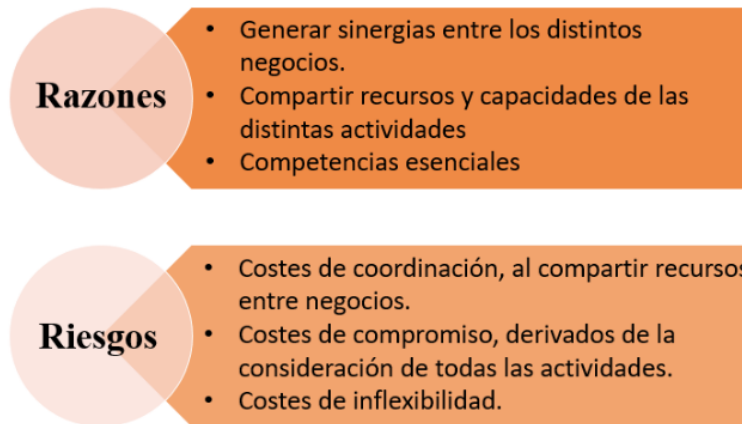 Razones
• Generar sinergias entre los distintos
negocios.
• Compartir recursos y capacidades de las
distintas actividades
• Competencias esenciales
Riesgos
• Costes de coordinación, al compartir recursos
entre negocios.
• Costes de compromiso, derivados de la
consideración de todas las actividades.
• Costes de inflexibilidad.